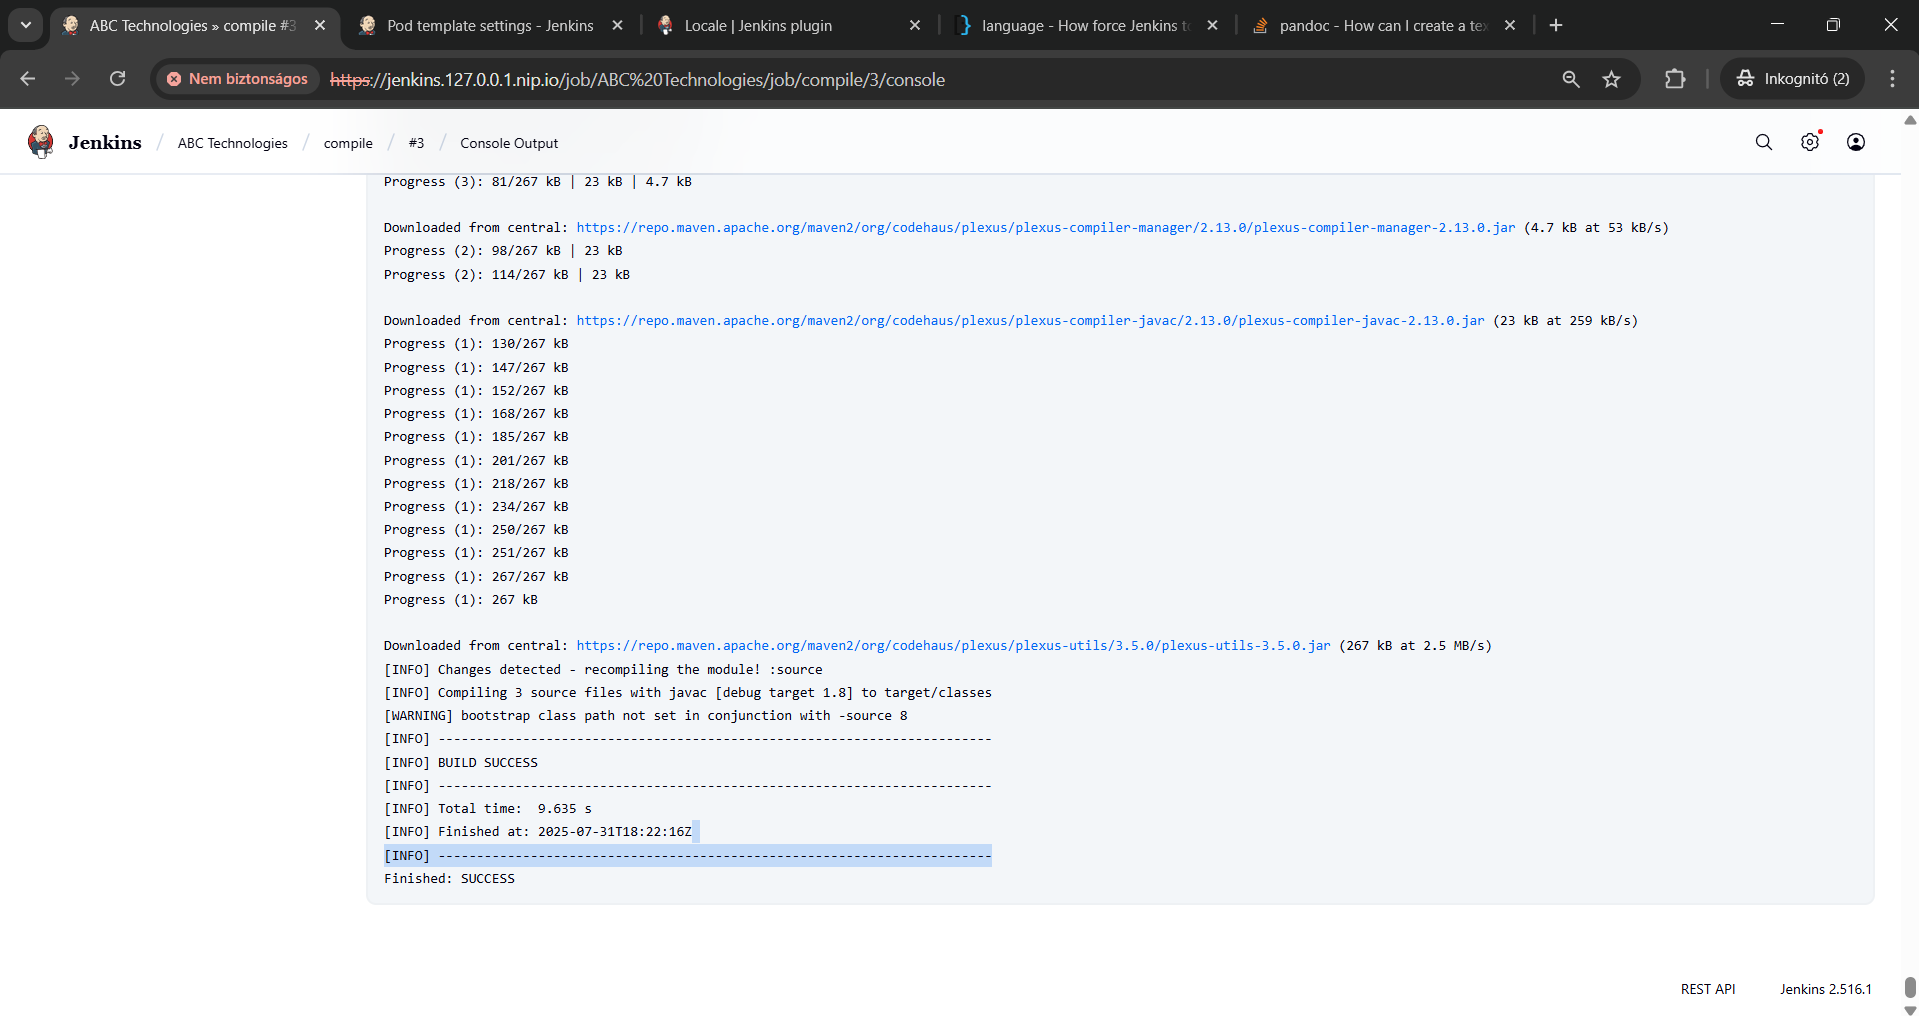 ABC Technologies » compile #3
Pod template settings - Jenkins
Locale | Jenkins plugin
language - How force Jenkins to
pandoc - How can I create a tex
Nem biztonságos
https://jenkins.127.0.0.1.nip.io/job/ABC%20Technologies/job/compile/3/console
Inkognitó (2)
Jenkins / ABC Technologies / compile / #3 / Console Output
Progress (3): 81/267 kB | 23 kB | 4.7 kB
Downloaded from central: https://repo.maven.apache.org/maven2/org/codehaus/plexus/plexus-compiler-manager/2.13.0/plexus-compiler-manager-2.13.0.jar (4.7 kB at 53 kB/s)
Progress (2): 98/267 kB | 23 kB
Progress (2): 114/267 kB | 23 kB
Downloaded from central: https://repo.maven.apache.org/maven2/org/codehaus/plexus/plexus-compiler-javac/2.13.0/plexus-compiler-javac-2.13.0.jar (23 kB at 259 kB/s)
Progress (1): 130/267 kB
Progress (1): 147/267 kB
Progress (1): 152/267 kB
Progress (1): 168/267 kB
Progress (1): 185/267 kB
Progress (1): 201/267 kB
Progress (1): 218/267 kB
Progress (1): 234/267 kB
Progress (1): 250/267 kB
Progress (1): 251/267 kB
Progress (1): 267/267 kB
Progress (1): 267 kB
Downloaded from central: https://repo.maven.apache.org/maven2/org/codehaus/plexus/plexus-utils/3.5.0/plexus-utils-3.5.0.jar (267 kB at 2.5 MB/s)
[INFO] Changes detected - recompiling the module! :source
[INFO] Compiling 3 source files with javac [debug target 1.8] to target/classes
[WARNING] bootstrap class path not set in conjunction with -source 8
[INFO] ------------------------------------------------------------------------
[INFO] BUILD SUCCESS
[INFO] ------------------------------------------------------------------------
[INFO] Total time:  9.635 s
[INFO] Finished at: 2025-07-31T18:22:16Z
[INFO] ------------------------------------------------------------------------
Finished: SUCCESS
REST API
Jenkins 2.516.1